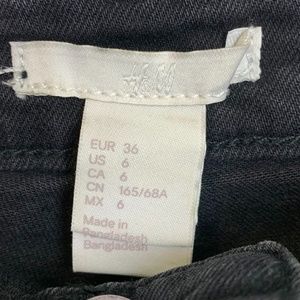 H&M
EUR 36
US 6
CA 6
CN 165/68A
MX 6
Made in
Bangladesh
Bangladesh